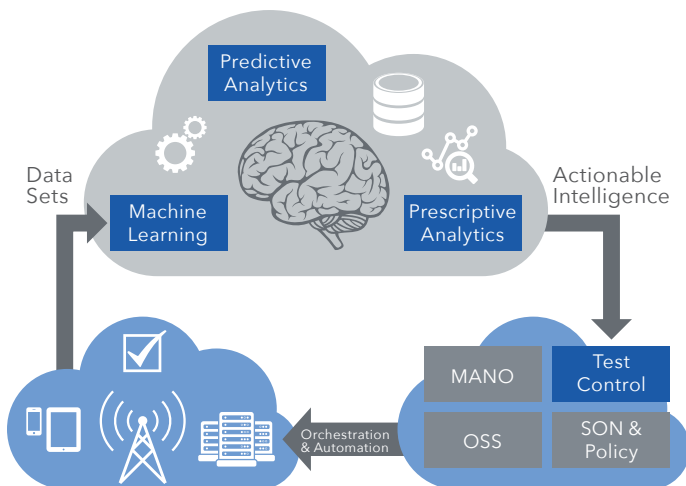 Predictive
Analytics
Data
Sets
Machine
Learning
Prescriptive
Analytics
Actionable
Intelligence
MANO
Test
Control
OSS
SON &
Policy
Orchestration
& Automation